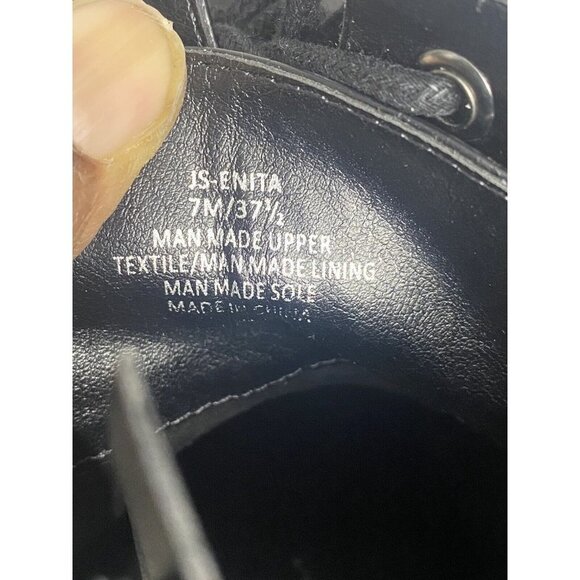 JS-ENITA
7M/37½
MAN MADE UPPER
TEXTILE/MAN MADE LINING
MAN MADE SOLE
MADE IN CHINA